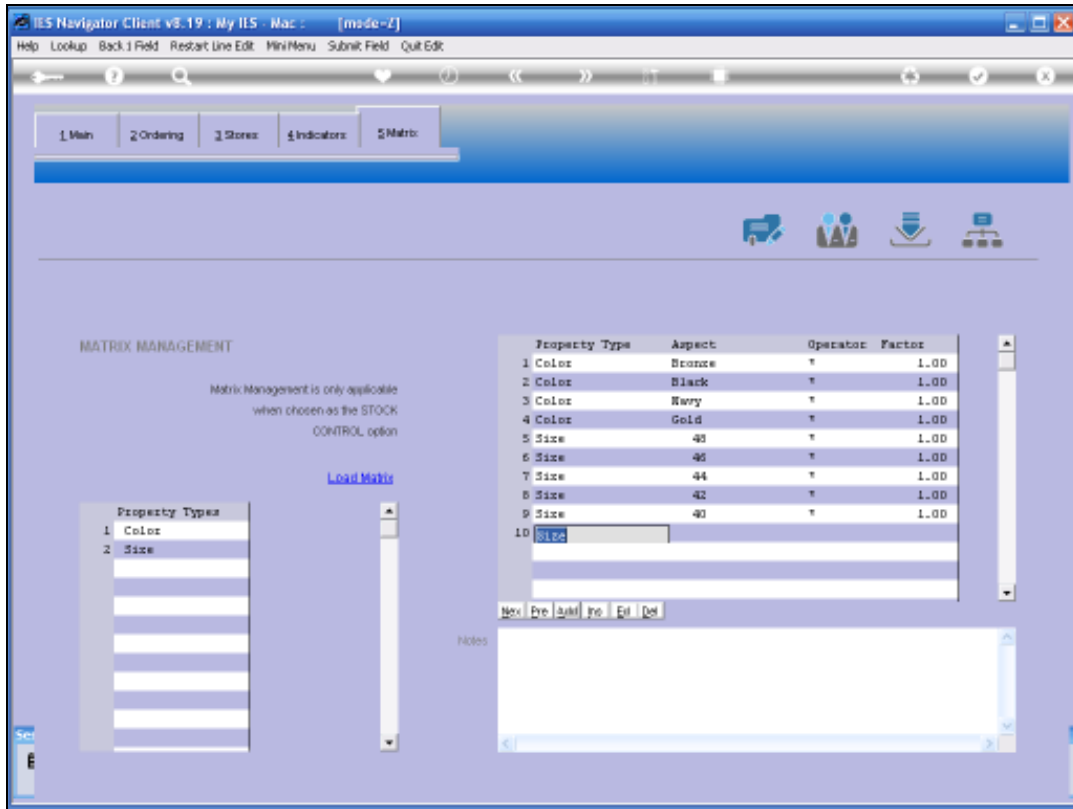 IES Navigator Client v8.19 : My IES - Mac : [mode=Z]
Help Lookup Back 1 Field Restart Line Edit MiniMenu Submit Field Quit Edit
1 Main 2 Ordering 3 Stores 4 Indicators 5 Matrix
MATRIX MANAGEMENT
Matrix Management is only applicable
when chosen as the STOCK
CONTROL option
Load Matrix
Property Types
1 Color
2 Size
Property Type Aspect Operator Factor
1 Color Bronze * 1.00
2 Color Black * 1.00
3 Color Navy * 1.00
4 Color Gold * 1.00
5 Size 48 * 1.00
6 Size 46 * 1.00
7 Size 44 * 1.00
8 Size 42 * 1.00
9 Size 40 * 1.00
10 Size
Nex Pre Add Ins Ed Del
Notes